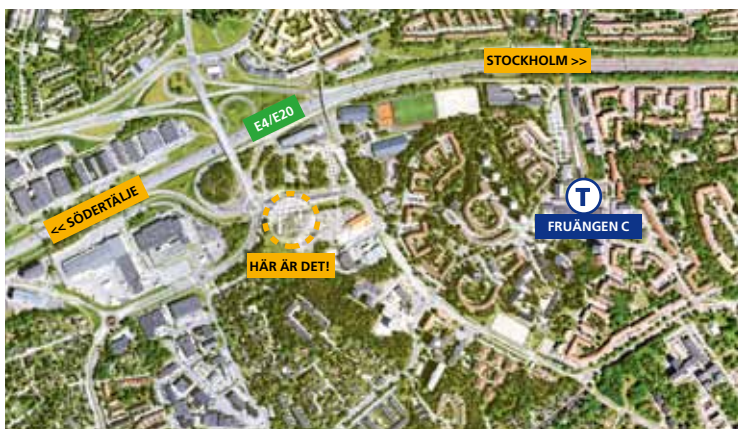 STOCKHOLM >>
E4/E20
<< SÖDERTÄLJE
T
FRUÄNGEN C
HÄR ÄR DET!